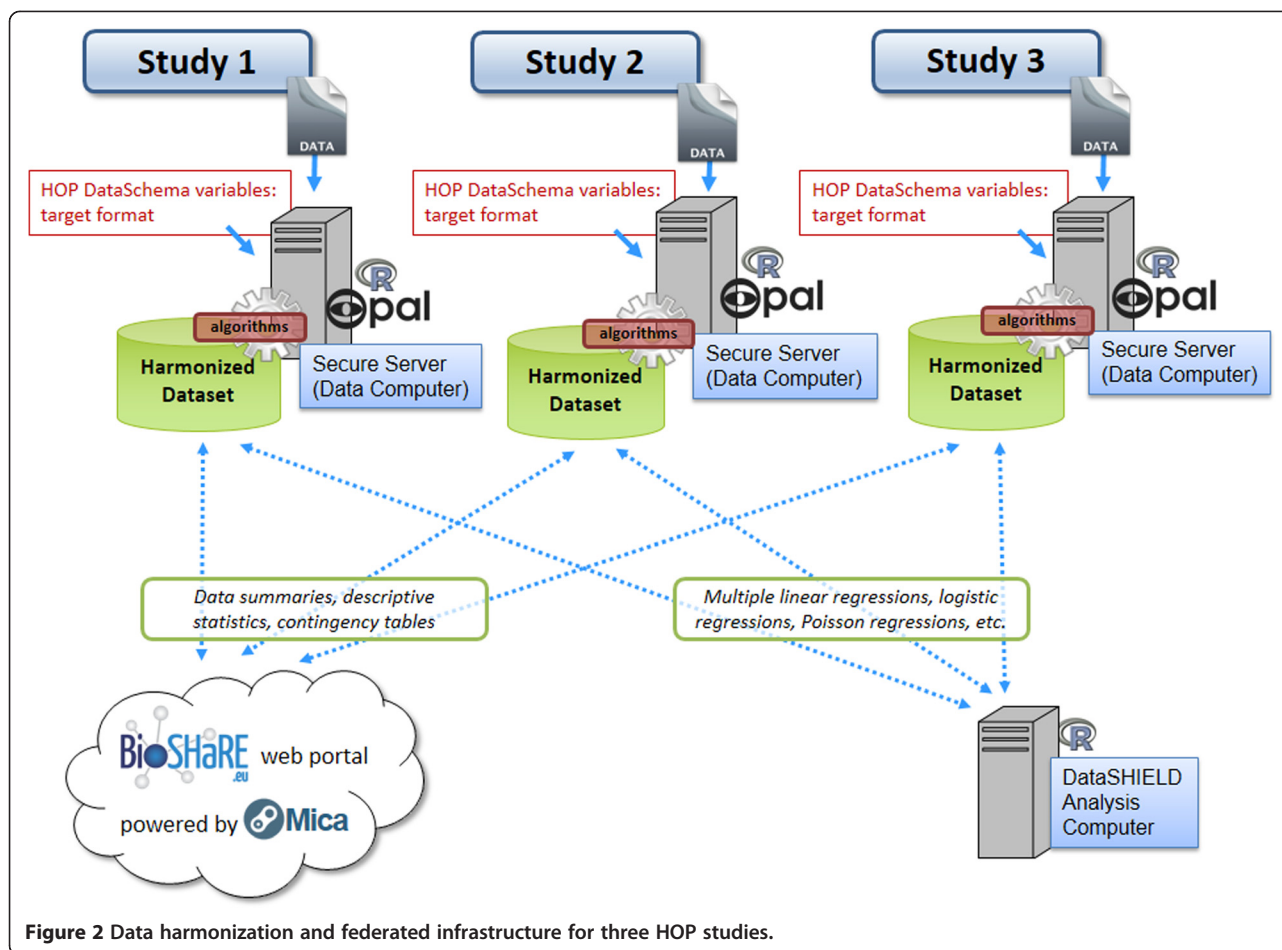 Study 1
Study 2
Study 3
DATA
DATA
DATA
HOP DataSchema variables:
target format
HOP DataSchema variables:
target format
HOP DataSchema variables:
target format
R
Opal
R
Opal
R
Opal
algorithms
algorithms
algorithms
Harmonized
Dataset
Secure Server
(Data Computer)
Harmonized
Dataset
Secure Server
(Data Computer)
Harmonized
Dataset
Secure Server
(Data Computer)
Data summaries, descriptive
statistics, contingency tables
Multiple linear regressions, logistic
regressions, Poisson regressions, etc.
BioSHaRE.eu web portal
powered by Mica
R
DataSHIELD
Analysis
Computer
Figure 2 Data harmonization and federated infrastructure for three HOP studies.